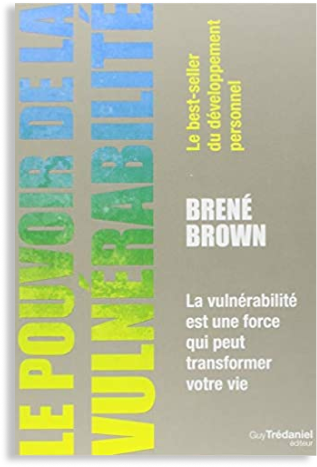 LE POUVOIR DE LA
VULNÉRABILITÉ
Le best-seller
du développement
personnel
BRENÉ
BROWN
La vulnérabilité
est une force
qui peut
transformer
votre vie
Guy Trédaniel
éditeur